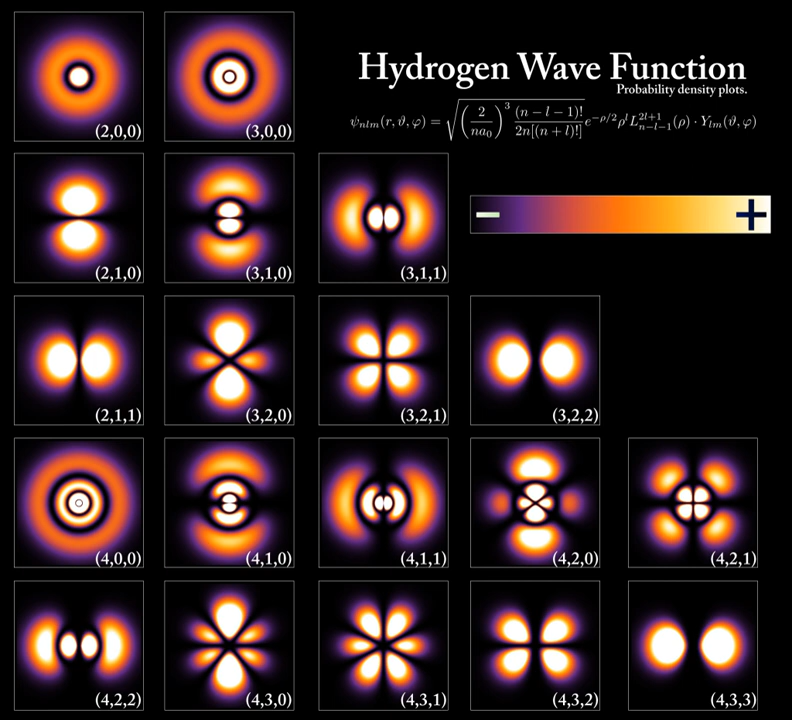 Hydrogen Wave Function
Probability density plots.
ψnlm(r, ϑ, φ) = √((2/na₀)³ (n − l − 1)!/2n[(n + l)!]) e^(−ρ/2) ρ^l L^(2l+1)_(n−l−1)(ρ) · Ylm(ϑ, φ)
(2,0,0) (3,0,0)
− +
(2,1,0) (3,1,0) (3,1,1)
(2,1,1) (3,2,0) (3,2,1) (3,2,2)
(4,0,0) (4,1,0) (4,1,1) (4,2,0) (4,2,1)
(4,2,2) (4,3,0) (4,3,1) (4,3,2) (4,3,3)